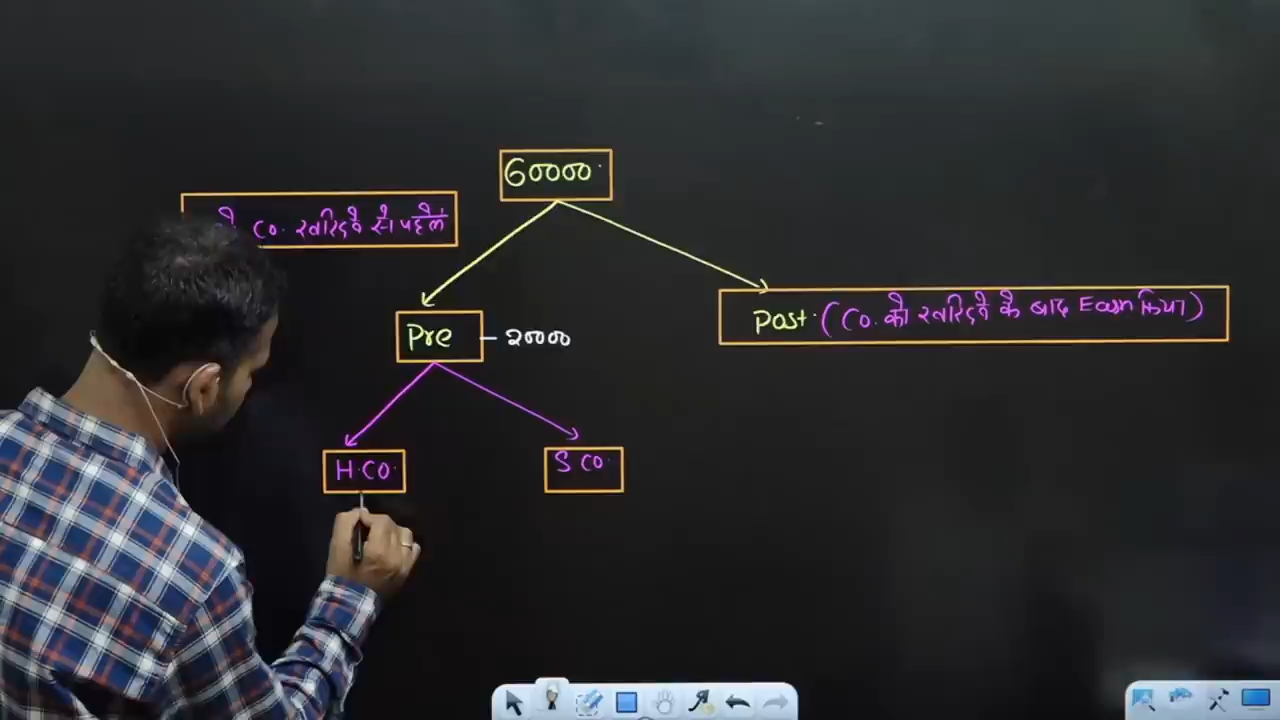 60000
Co. खरिदने से पहले
Pre - 20000
Post (Co. को खरिदने के बाद Earn किया)
H.CO.
S CO.